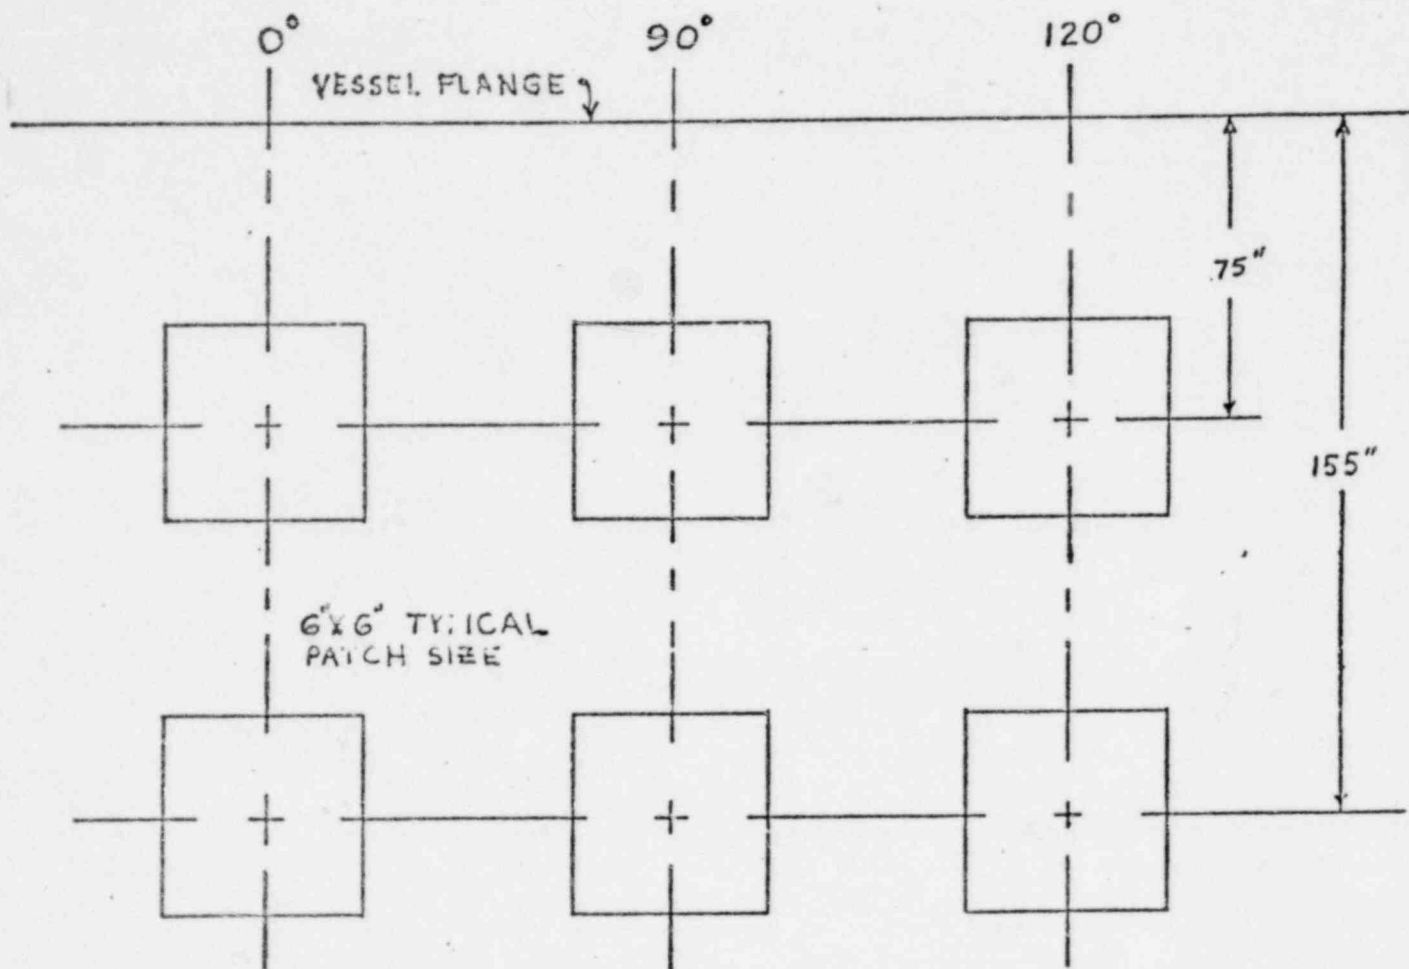 0° 90° 120°
VESSEL FLANGE
75"
155"
6"X6" TYPICAL
PATCH SIZE